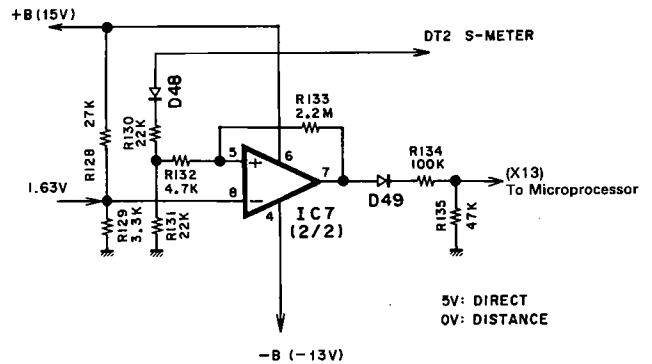 +B (15V)
DT2 S-METER
D48
R133
2.2M
27K
R128
R130
22K
R132
4.7K
5
+
6
7
8
−
4
R134
100K
(X13)
To Microprocessor
1.63V
D49
R129
3.3K
R131
22K
IC7
(2/2)
R135
47K
5V: DIRECT
0V: DISTANCE
−B (−13V)